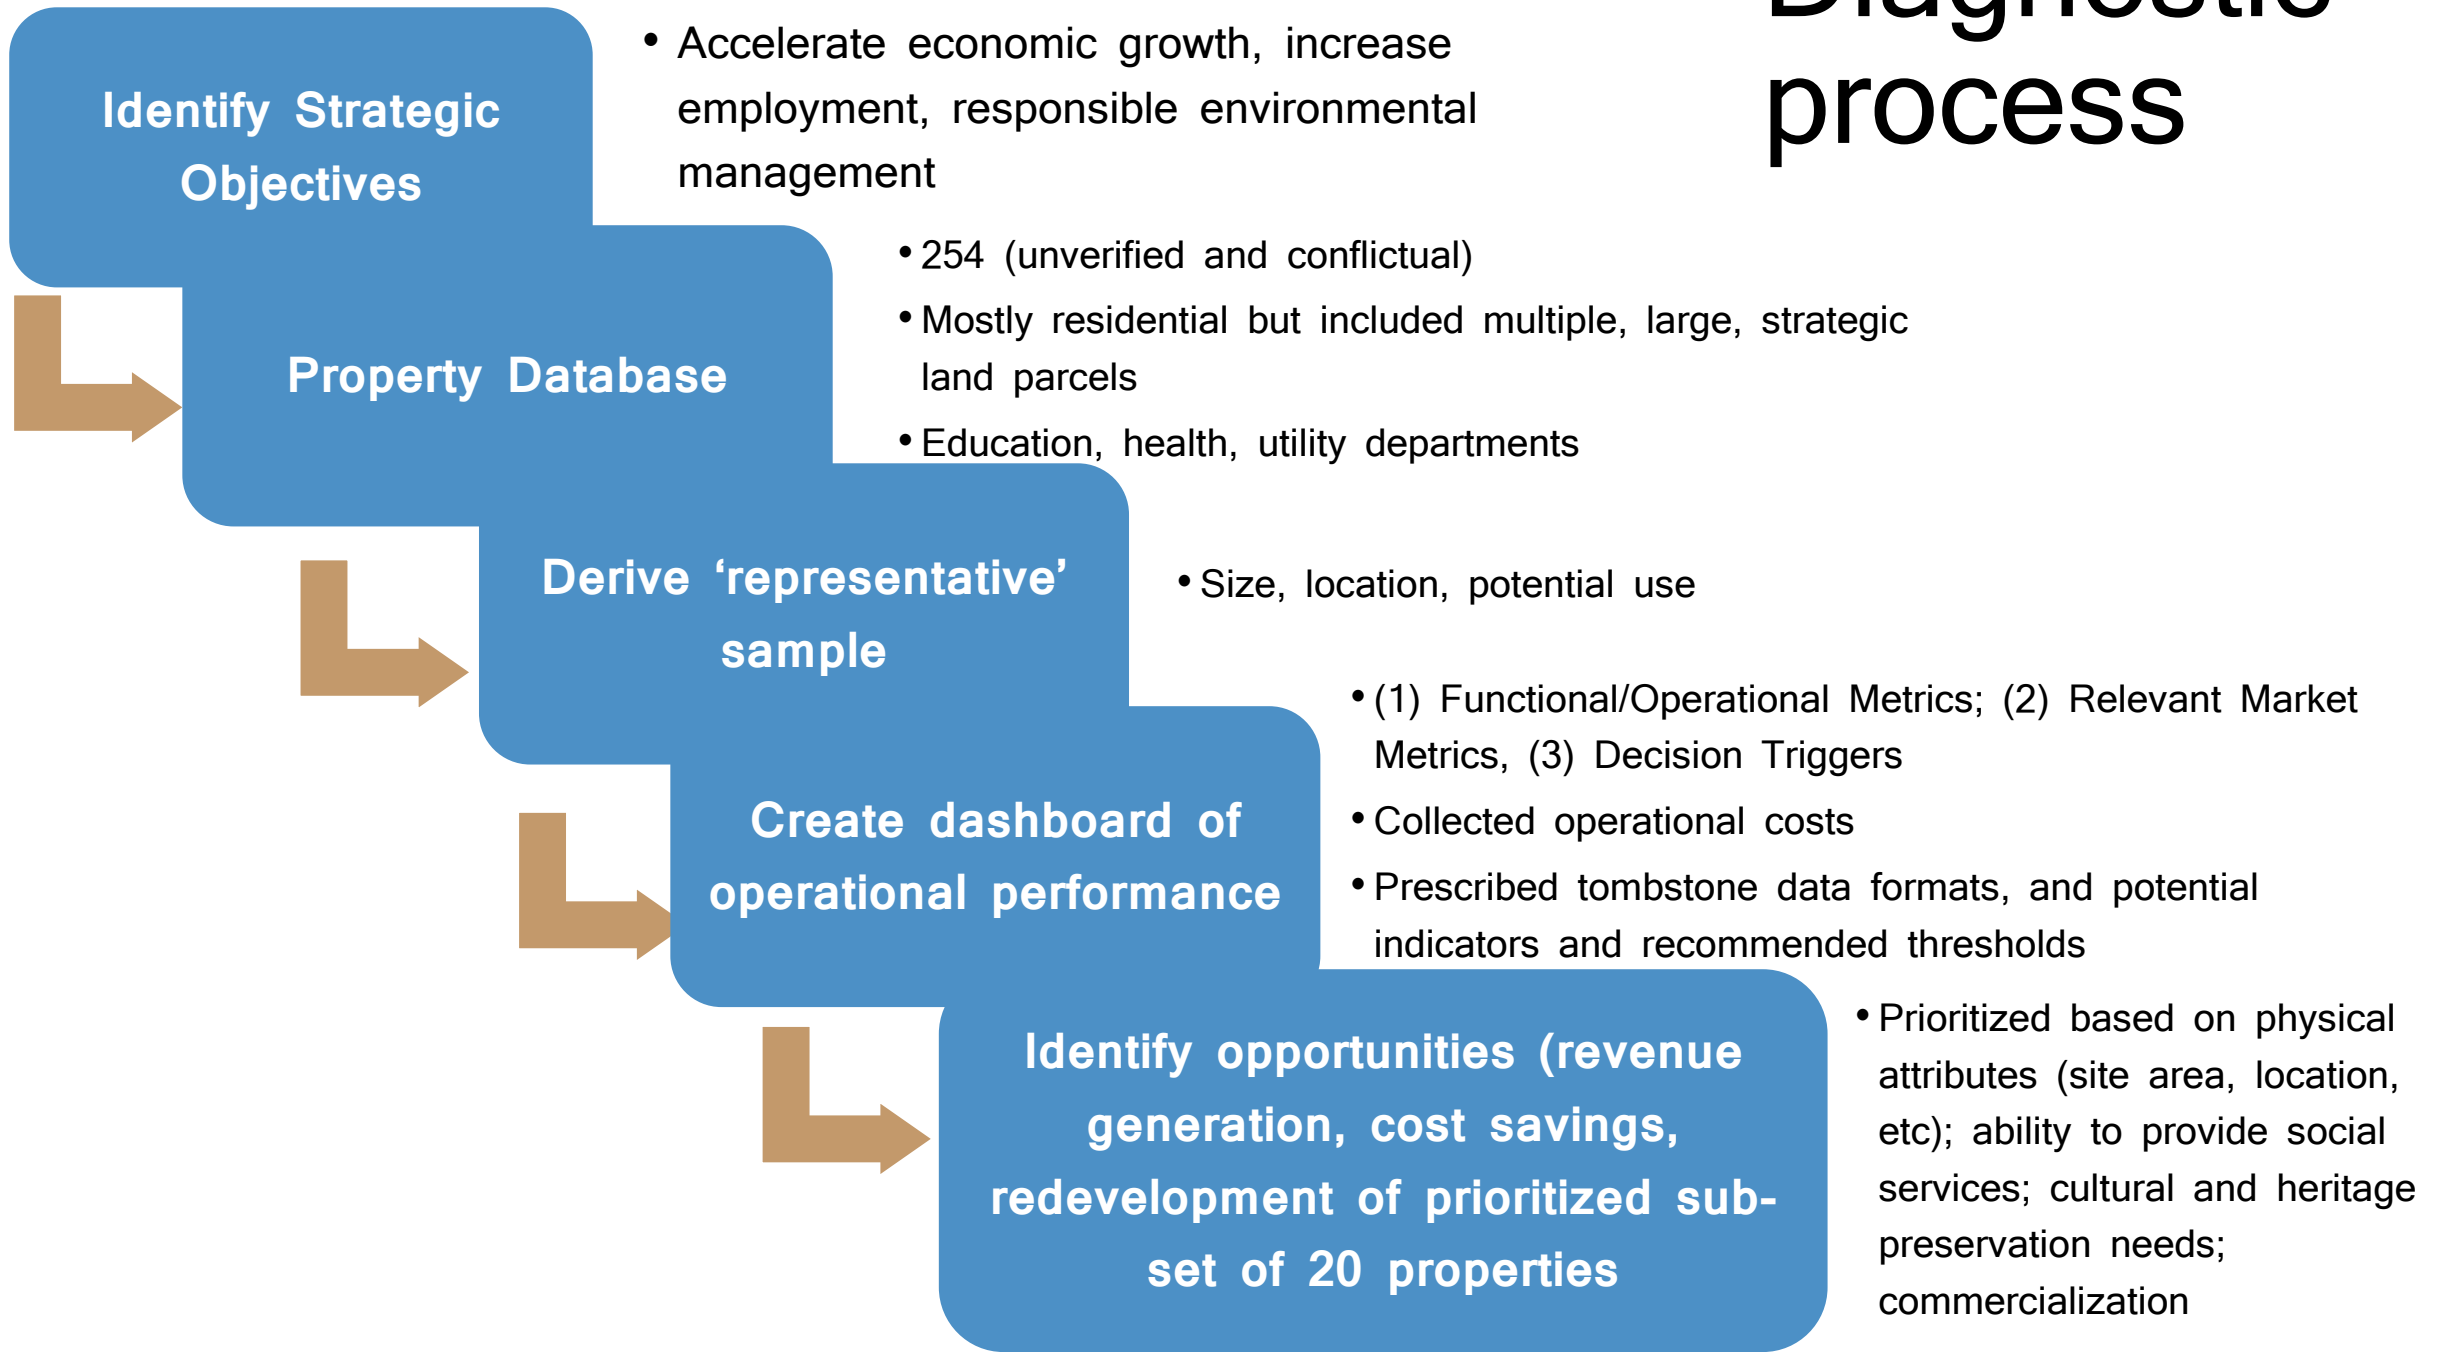 Diagnostic
process
Identify Strategic
Objectives
• Accelerate economic growth, increase
employment, responsible environmental
management
Property Database
• 254 (unverified and conflictual)
• Mostly residential but included multiple, large, strategic
land parcels
• Education, health, utility departments
Derive ‘representative’
sample
• Size, location, potential use
Create dashboard of
operational performance
• (1) Functional/Operational Metrics; (2) Relevant Market
Metrics, (3) Decision Triggers
• Collected operational costs
• Prescribed tombstone data formats, and potential
indicators and recommended thresholds
Identify opportunities (revenue
generation, cost savings,
redevelopment of prioritized sub-
set of 20 properties
• Prioritized based on physical
attributes (site area, location,
etc); ability to provide social
services; cultural and heritage
preservation needs;
commercialization